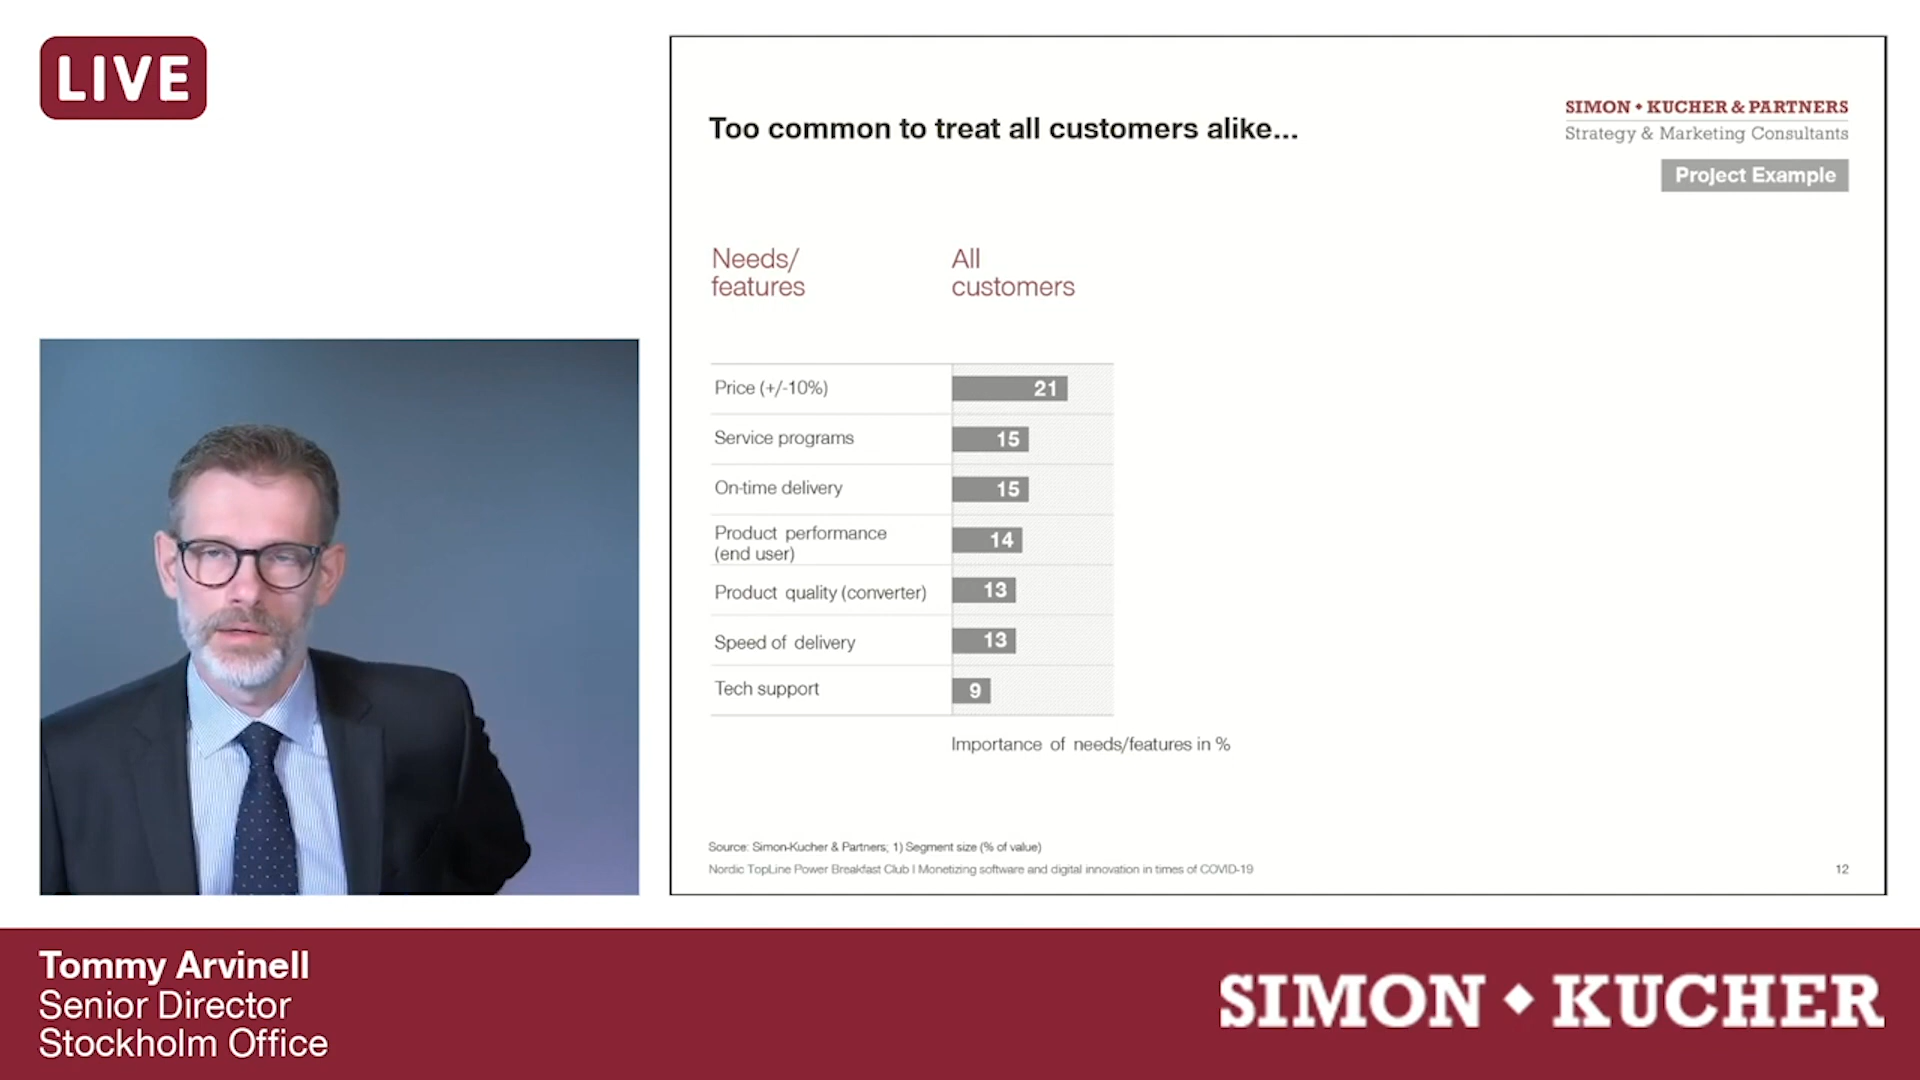 LIVE
Too common to treat all customers alike...
SIMON • KUCHER & PARTNERS
Strategy & Marketing Consultants
Project Example
Needs/
features
All
customers
Price (+/-10%)
21
Service programs
15
On-time delivery
15
Product performance
(end user)
14
Product quality (converter)
13
Speed of delivery
13
Tech support
9
Importance of needs/features in %
Source: Simon-Kucher & Partners; 1) Segment size (% of value)
Nordic TopLine Power Breakfast Club I Monetizing software and digital innovation in times of COVID-19
12
Tommy Arvinell
Senior Director
Stockholm Office
SIMON ◆ KUCHER